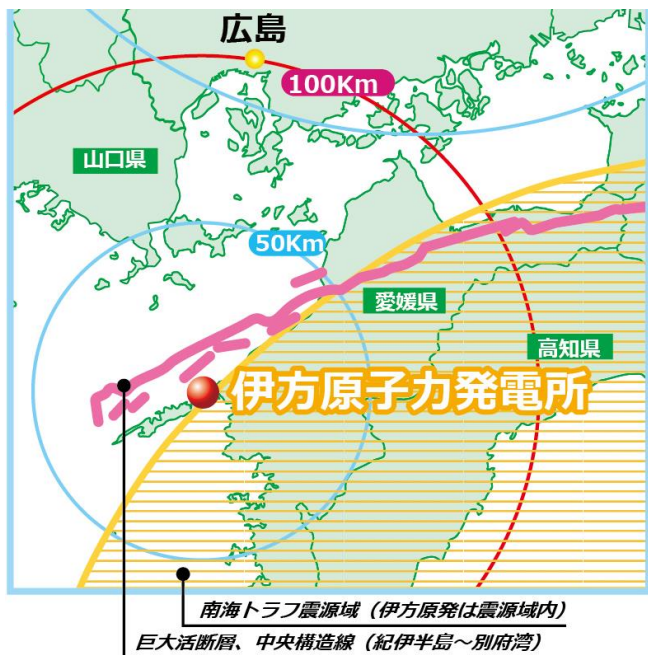 広島
100Km
山口県
50Km
愛媛県
高知県
伊方原子力発電所
南海トラフ震源域（伊方原発は震源域内）
巨大活断層、中央構造線（紀伊半島〜別府湾）